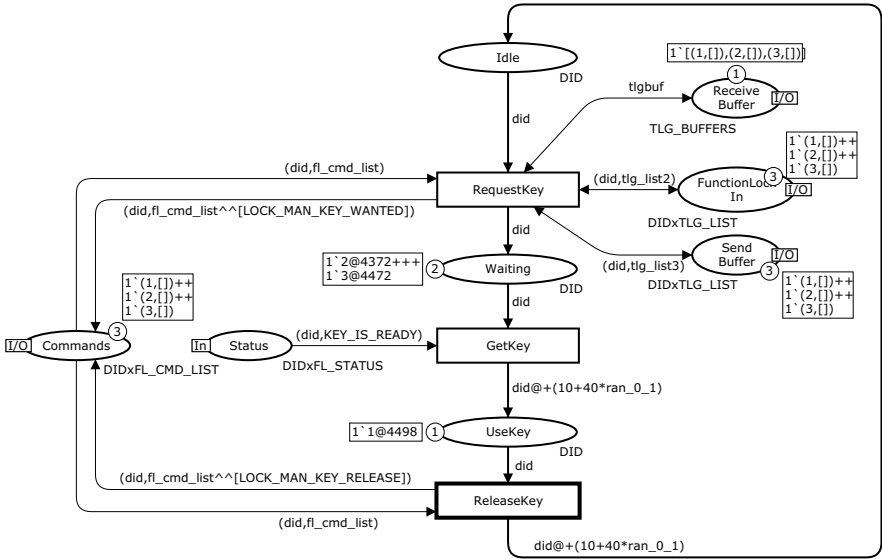 Idle
DID
1`[(1,[]),(2,[]),(3,[])]
1
Receive
Buffer
I/O
TLG_BUFFERS
tlgbuf
did
1`(1,[])++
1`(2,[])++
1`(3,[])
(did,fl_cmd_list)
RequestKey
(did,tlg_list2)
3
In
I/O
DIDxTLG_LIST
(did,fl_cmd_list^^[LOCK_MAN_KEY_WANTED])
did
Send
Buffer
I/O
(did,tlg_list3)
3
DIDxTLG_LIST
1`2@4372+++
1`3@4472
2
Waiting
DID
1`(1,[])++
1`(2,[])++
1`(3,[])
1`(1,[])++
1`(2,[])++
1`(3,[])
did
3
I/O
Commands
DIDxFL_CMD_LIST
In
Status
DIDxFL_STATUS
(did,KEY_IS_READY)
GetKey
did@+(10+40*ran_0_1)
1`1@4498
1
UseKey
DID
did
(did,fl_cmd_list^^[LOCK_MAN_KEY_RELEASE])
ReleaseKey
(did,fl_cmd_list)
did@+(10+40*ran_0_1)